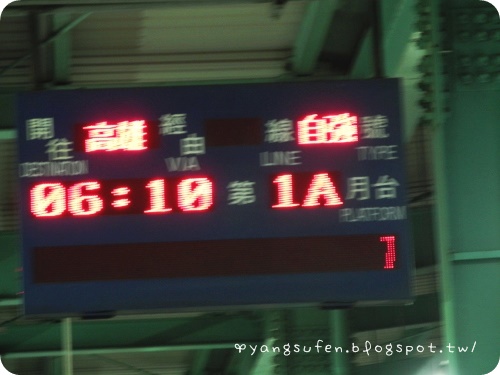 開往 高雄 經由 線 自強 號
DESTINATION VIA LINE TYPE
06:10 第 1A 月台
PLATFORM
yangsufen.blogspot.tw/